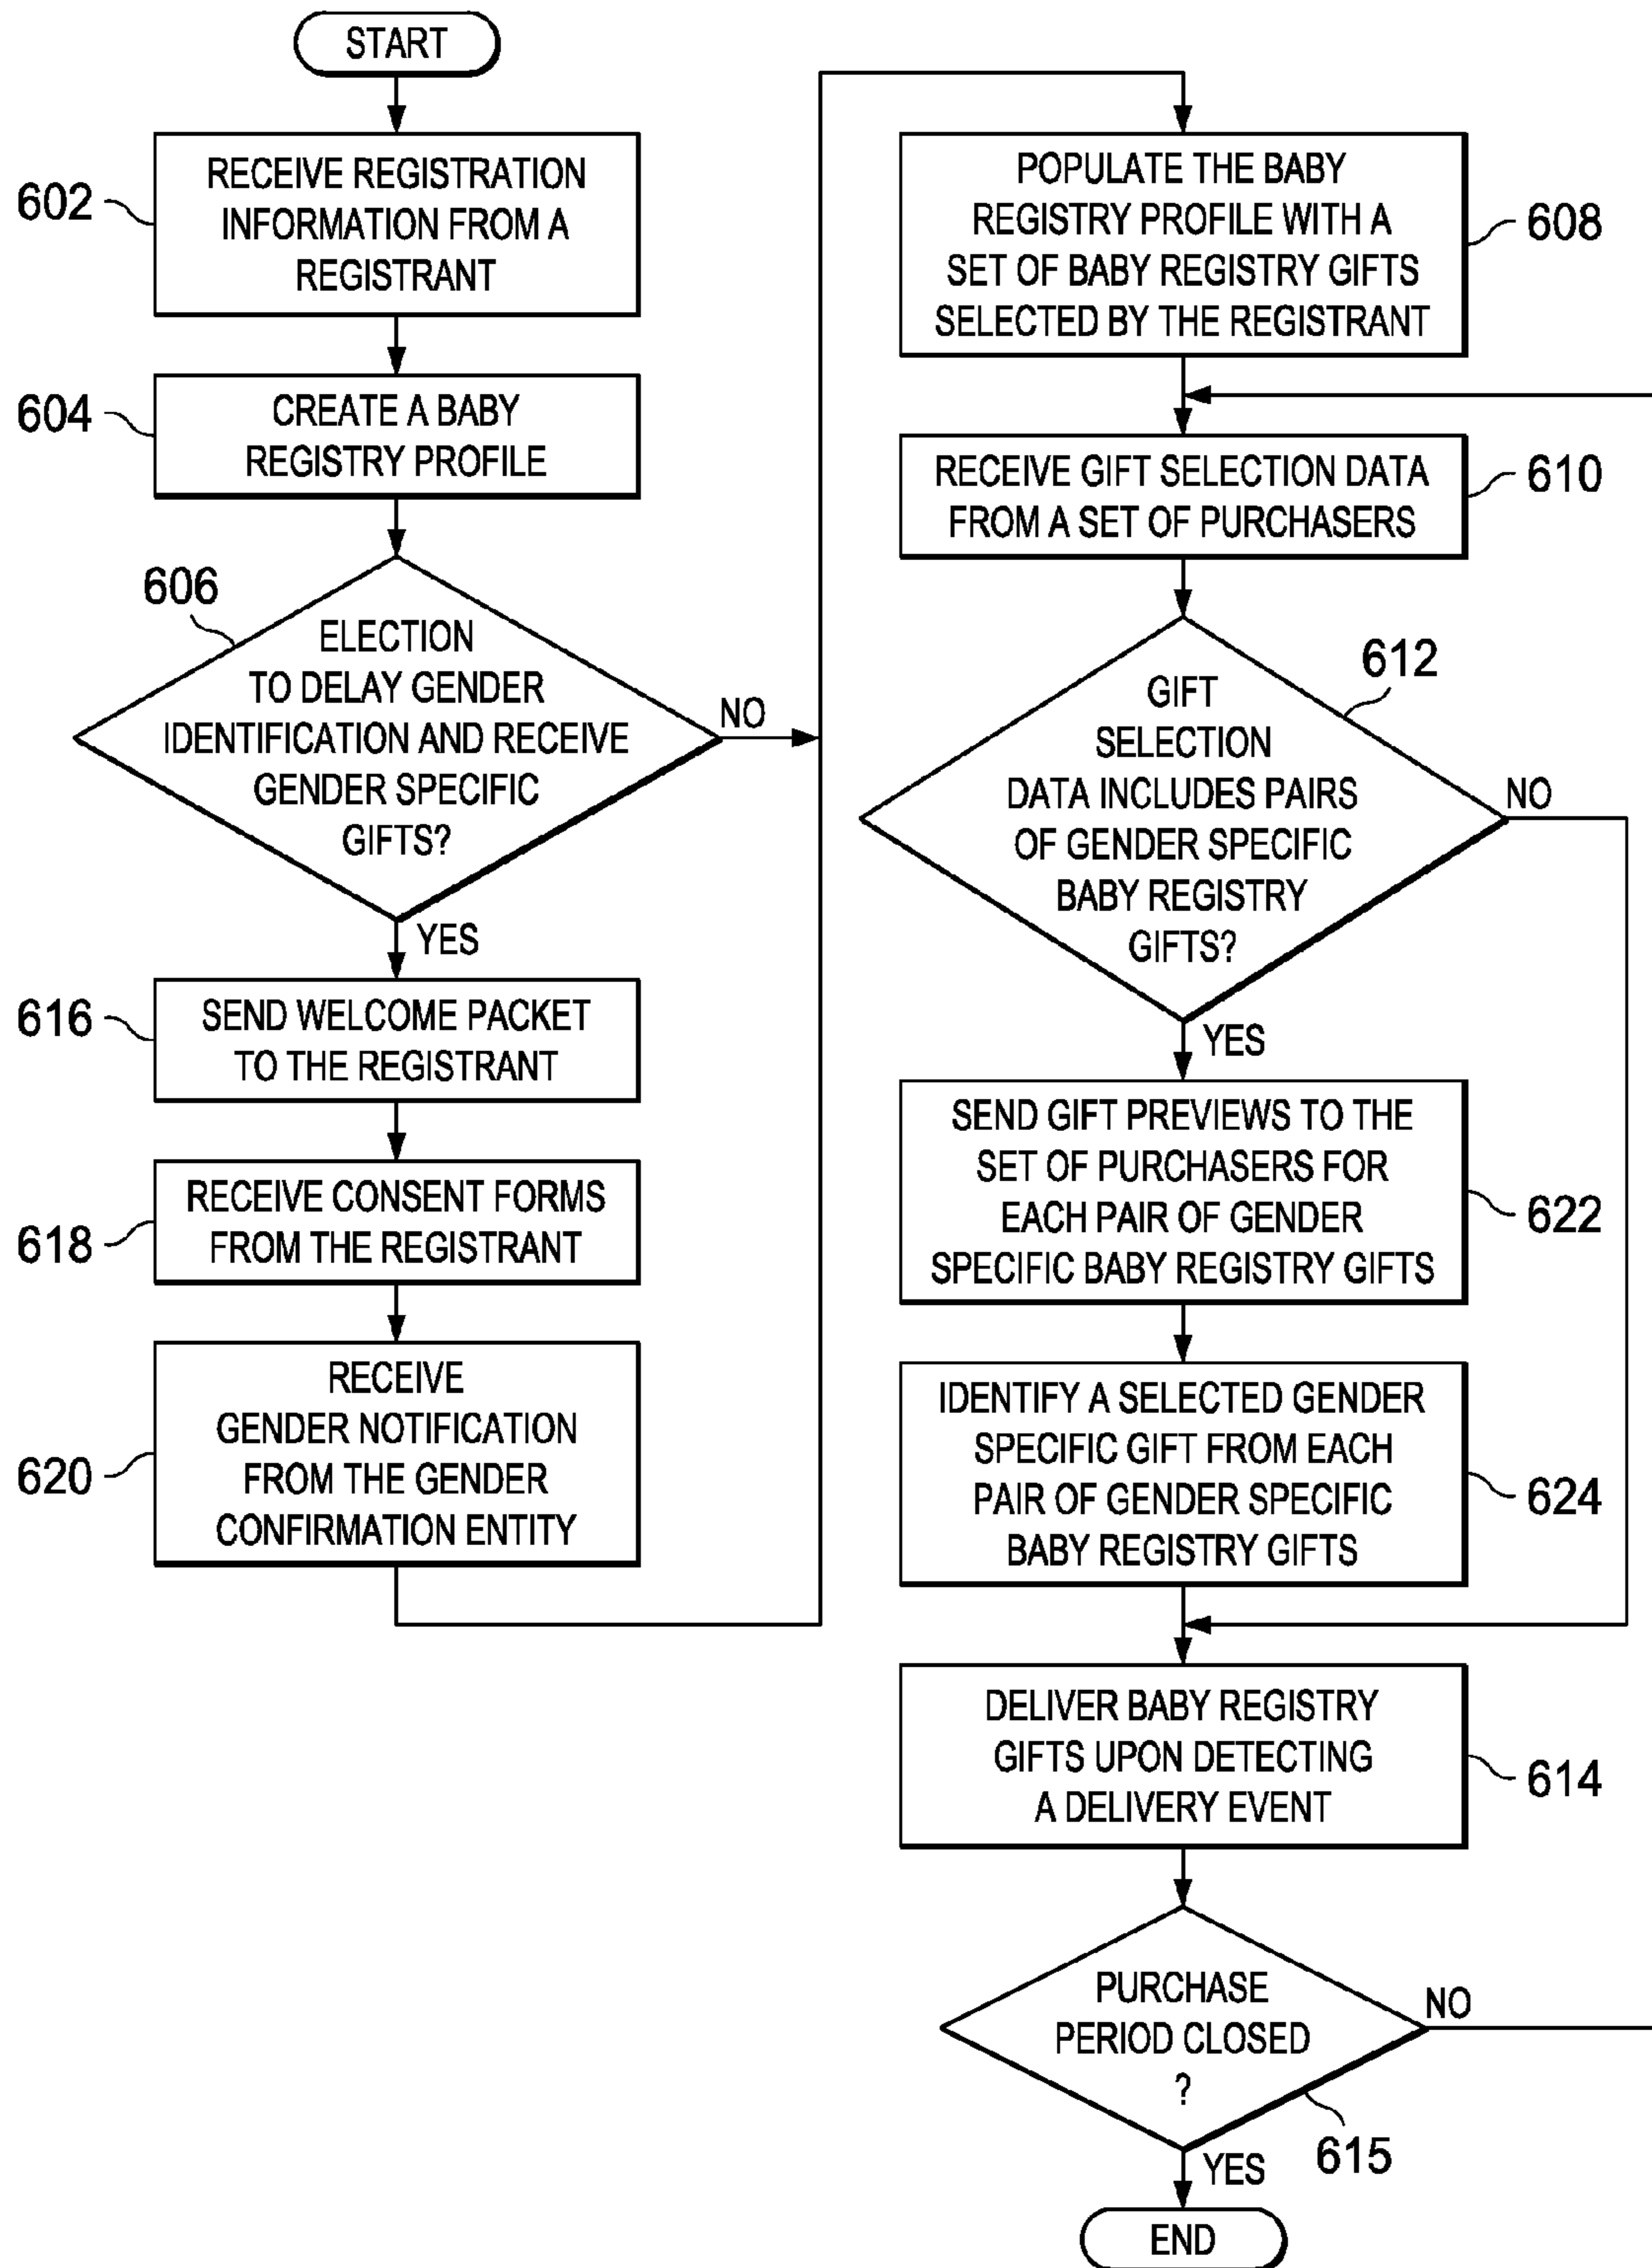 START
602
RECEIVE REGISTRATION
INFORMATION FROM A
REGISTRANT
604
CREATE A BABY
REGISTRY PROFILE
606
ELECTION
TO DELAY GENDER
IDENTIFICATION AND RECEIVE
GENDER SPECIFIC
GIFTS?
NO
YES
616
SEND WELCOME PACKET
TO THE REGISTRANT
618
RECEIVE CONSENT FORMS
FROM THE REGISTRANT
620
RECEIVE
GENDER NOTIFICATION
FROM THE GENDER
CONFIRMATION ENTITY
POPULATE THE BABY
REGISTRY PROFILE WITH A
SET OF BABY REGISTRY GIFTS
SELECTED BY THE REGISTRANT
608
RECEIVE GIFT SELECTION DATA
FROM A SET OF PURCHASERS
610
612
GIFT
SELECTION
DATA INCLUDES PAIRS
OF GENDER SPECIFIC
BABY REGISTRY
GIFTS?
NO
YES
SEND GIFT PREVIEWS TO THE
SET OF PURCHASERS FOR
EACH PAIR OF GENDER
SPECIFIC BABY REGISTRY GIFTS
622
IDENTIFY A SELECTED GENDER
SPECIFIC GIFT FROM EACH
PAIR OF GENDER SPECIFIC
BABY REGISTRY GIFTS
624
DELIVER BABY REGISTRY
GIFTS UPON DETECTING
A DELIVERY EVENT
614
PURCHASE
PERIOD CLOSED
?
NO
615
YES
END